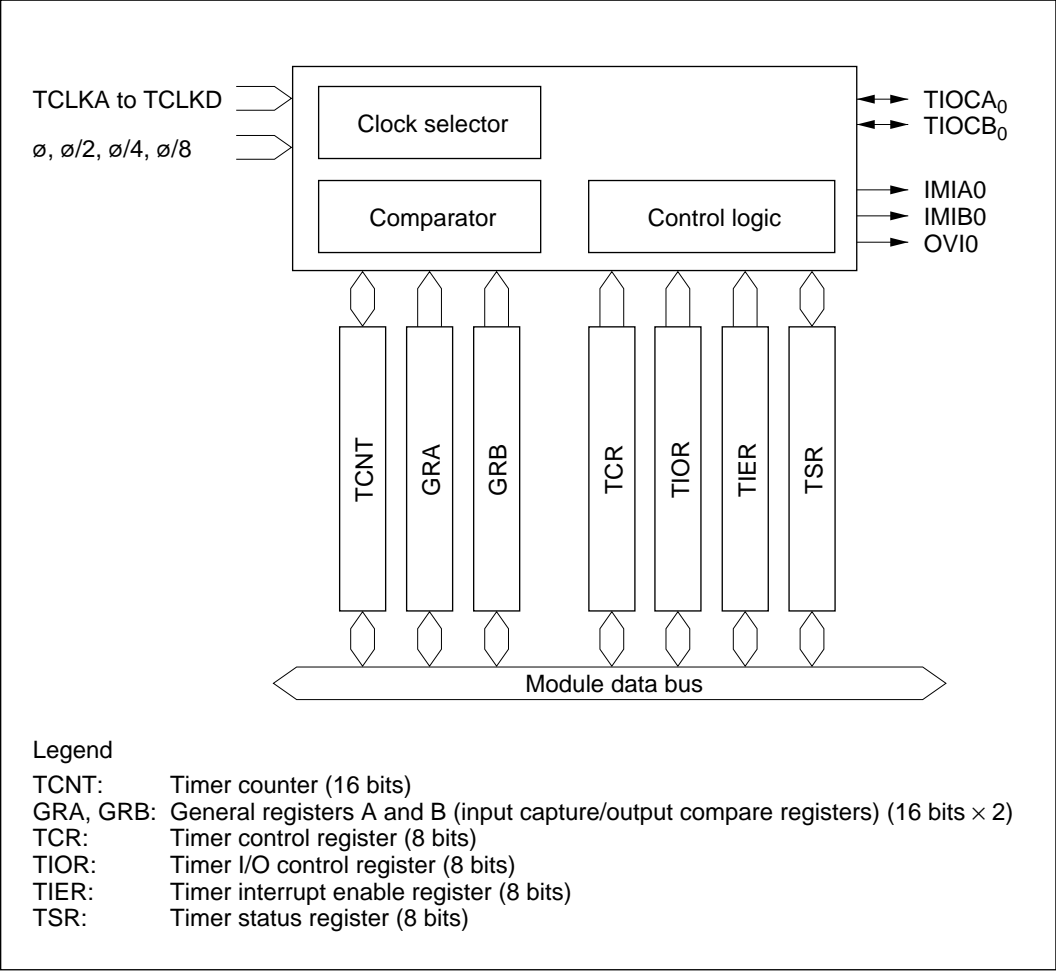 TCLKA to TCLKD
ø, ø/2, ø/4, ø/8
Clock selector
Comparator
Control logic
TIOCA0
TIOCB0
IMIA0
IMIB0
OVI0
TCNT
GRA
GRB
TCR
TIOR
TIER
TSR
Module data bus
Legend
TCNT: Timer counter (16 bits)
GRA, GRB: General registers A and B (input capture/output compare registers) (16 bits × 2)
TCR: Timer control register (8 bits)
TIOR: Timer I/O control register (8 bits)
TIER: Timer interrupt enable register (8 bits)
TSR: Timer status register (8 bits)